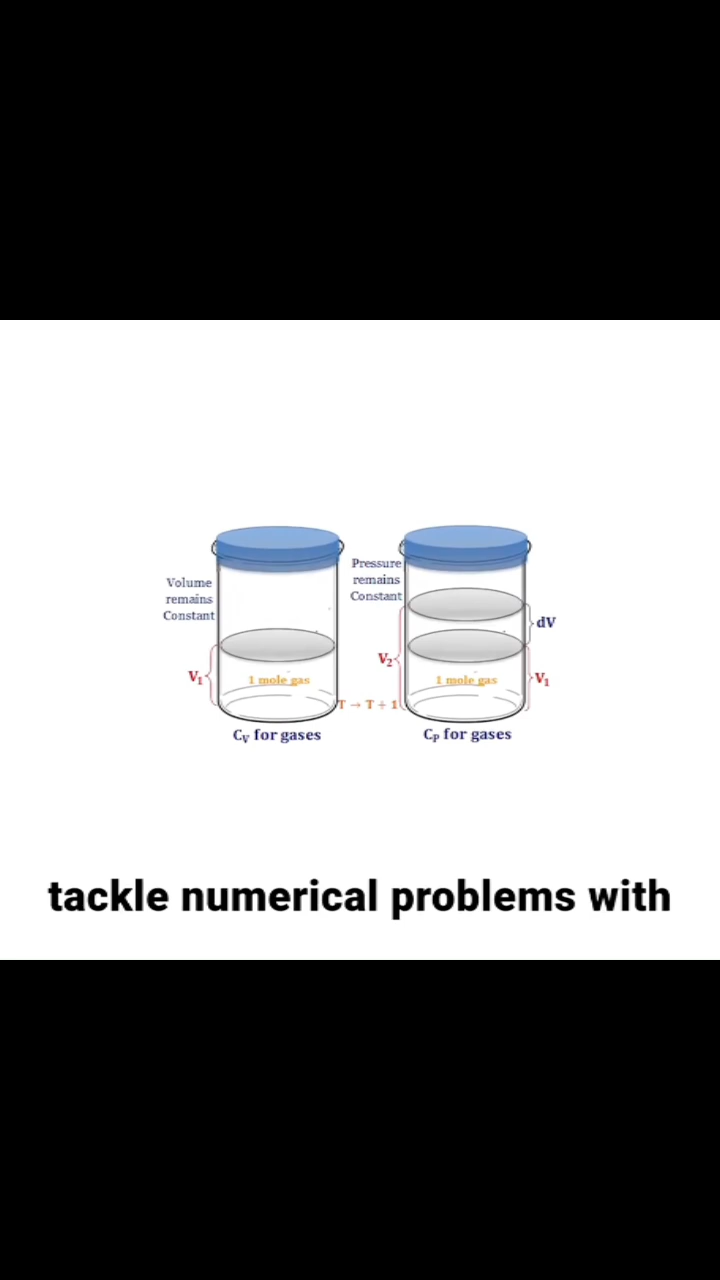 Volume
remains
Constant
V₁
1 mole gas
Cᵥ for gases
T → T + 1
Pressure
remains
Constant
V₂
1 mole gas
dV
V₁
Cₚ for gases
tackle numerical problems with